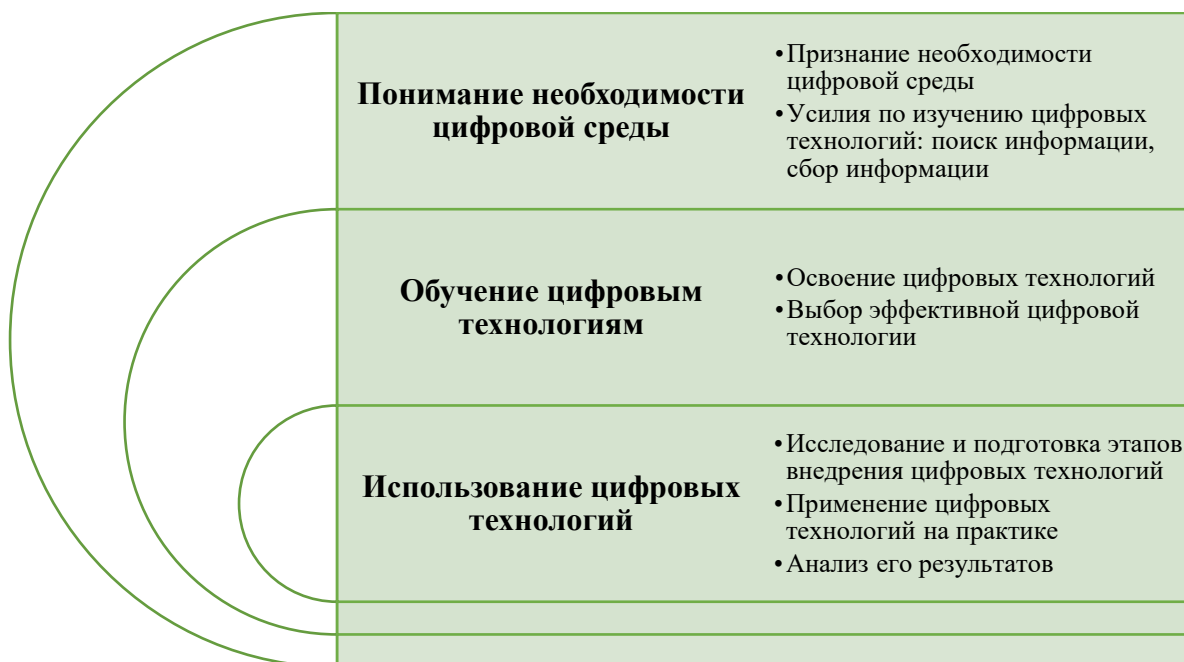 Понимание необходимости
цифровой среды
•Признание необходимости
цифровой среды
•Усилия по изучению цифровых
технологий: поиск информации,
сбор информации
Обучение цифровым
технологиям
•Освоение цифровых технологий
•Выбор эффективной цифровой
технологии
Использование цифровых
технологий
•Исследование и подготовка этапов
внедрения цифровых технологий
•Применение цифровых
технологий на практике
•Анализ его результатов